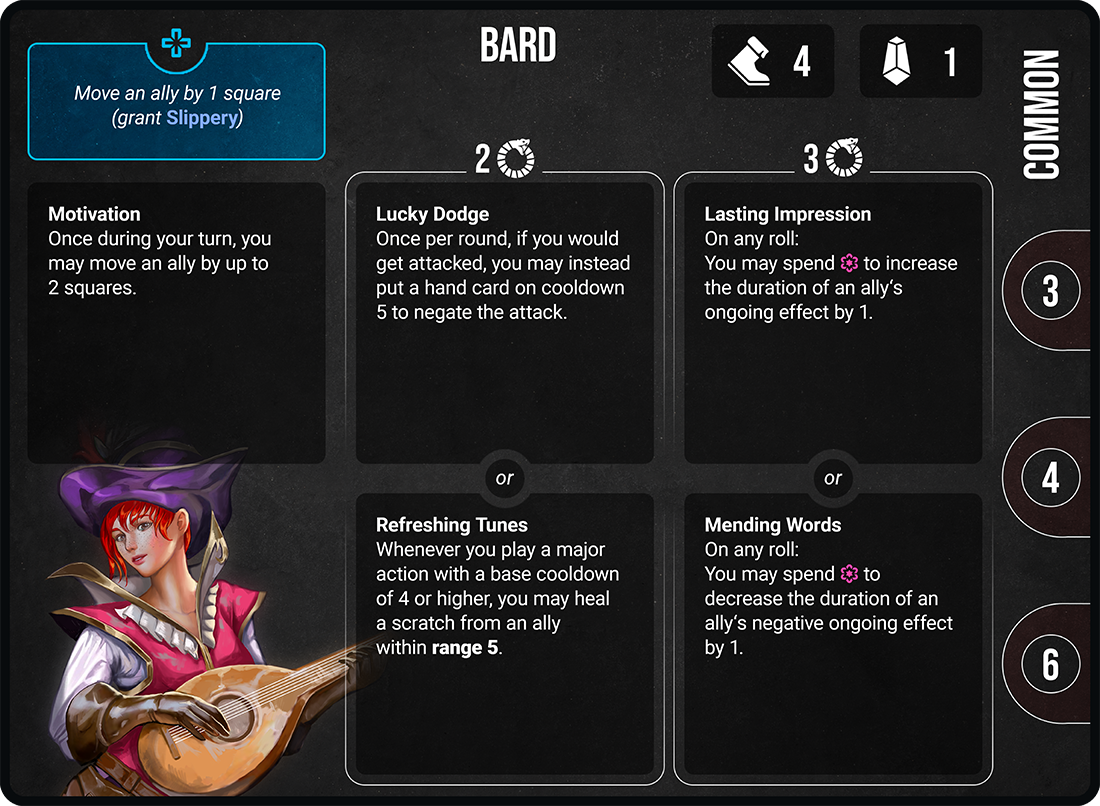 BARD
4
1
COMMON
Move an ally by 1 square
(grant Slippery)
Motivation
Once during your turn, you
may move an ally by up to
2 squares.
2
Lucky Dodge
Once per round, if you would
get attacked, you may instead
put a hand card on cooldown
5 to negate the attack.
or
Refreshing Tunes
Whenever you play a major
action with a base cooldown
of 4 or higher, you may heal
a scratch from an ally
within range 5.
3
Lasting Impression
On any roll:
You may spend to increase
the duration of an ally‘s
ongoing effect by 1.
or
Mending Words
On any roll:
You may spend to
decrease the duration of an
ally‘s negative ongoing effect
by 1.
3
4
6